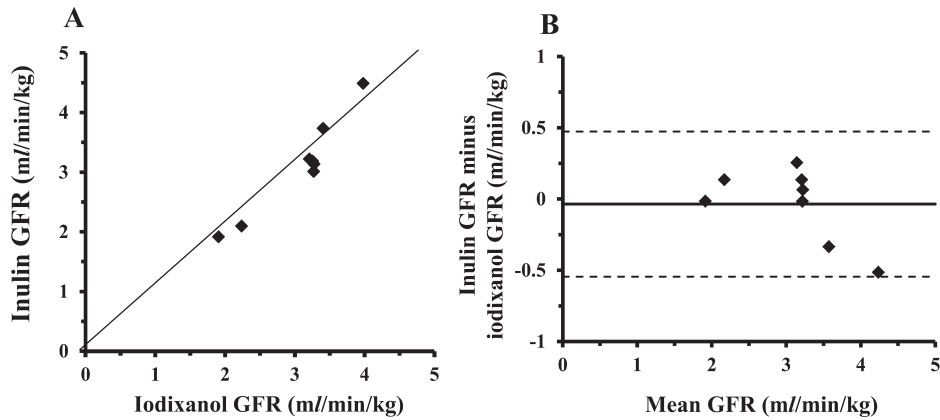 A
Inulin GFR (ml/min/kg)
5
4
3
2
1
0
0 1 2 3 4 5
Iodixanol GFR (ml/min/kg)
B
Inulin GFR minus
iodixanol GFR (ml/min/kg)
1
0.5
0
-0.5
-1
0 1 2 3 4 5
Mean GFR (ml/min/kg)